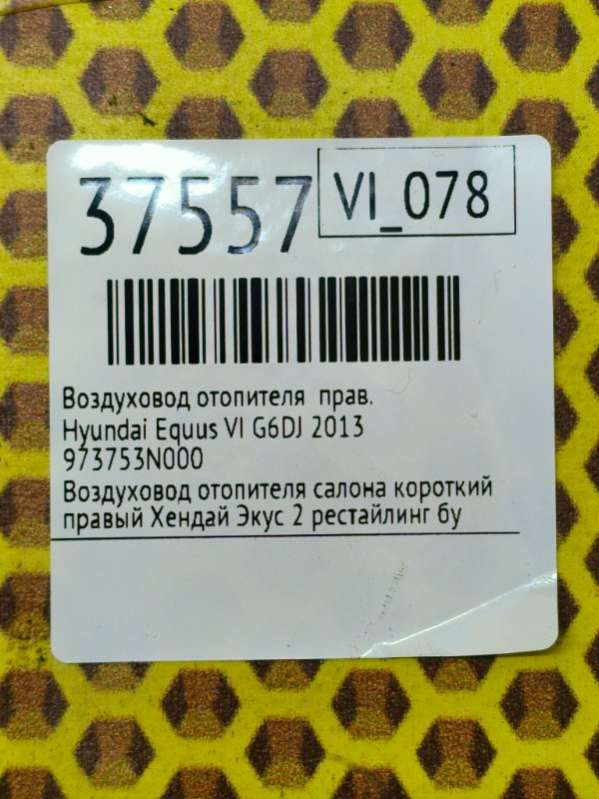 37557
VI_078
Воздуховод отопителя прав.
Hyundai Equus VI G6DJ 2013
973753N000
Воздуховод отопителя салона короткий
правый Хендай Экус 2 рестайлинг бу